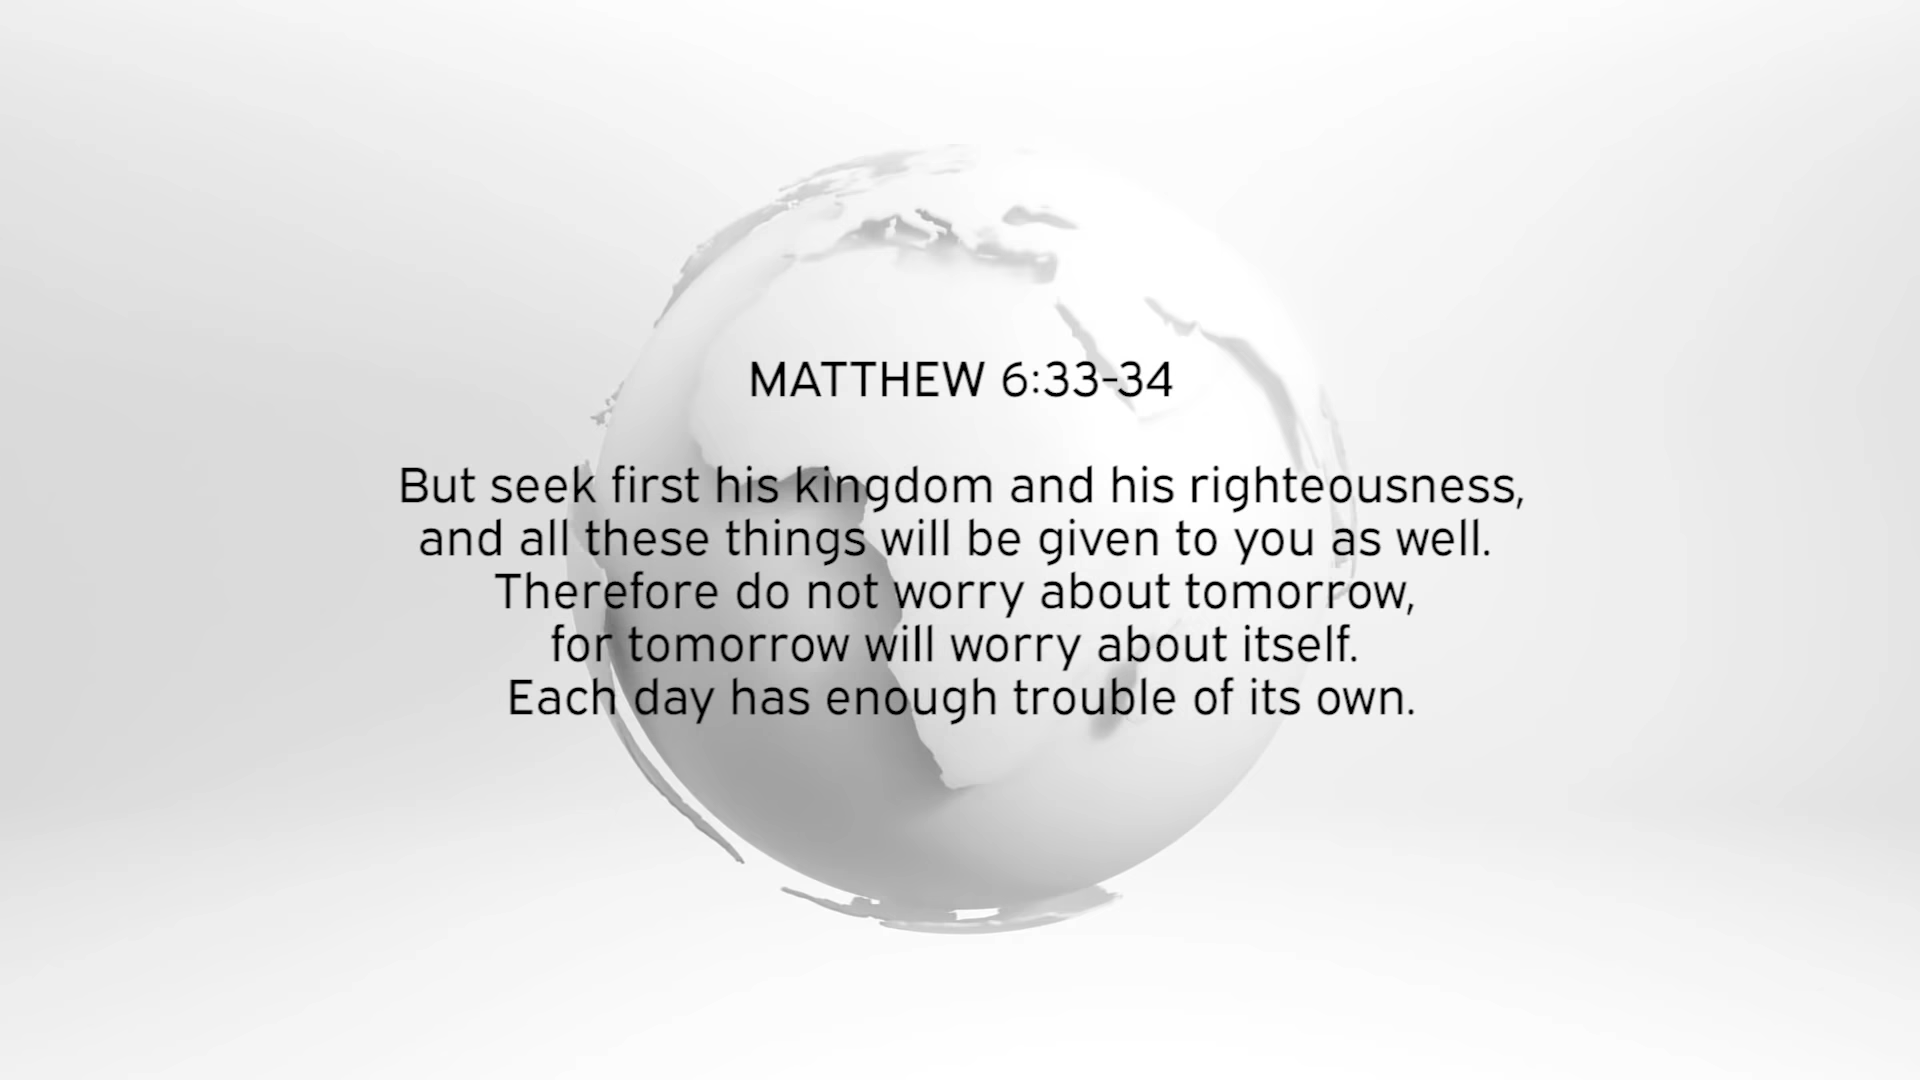 MATTHEW 6:33-34
But seek first his kingdom and his righteousness,
and all these things will be given to you as well.
Therefore do not worry about tomorrow,
for tomorrow will worry about itself.
Each day has enough trouble of its own.